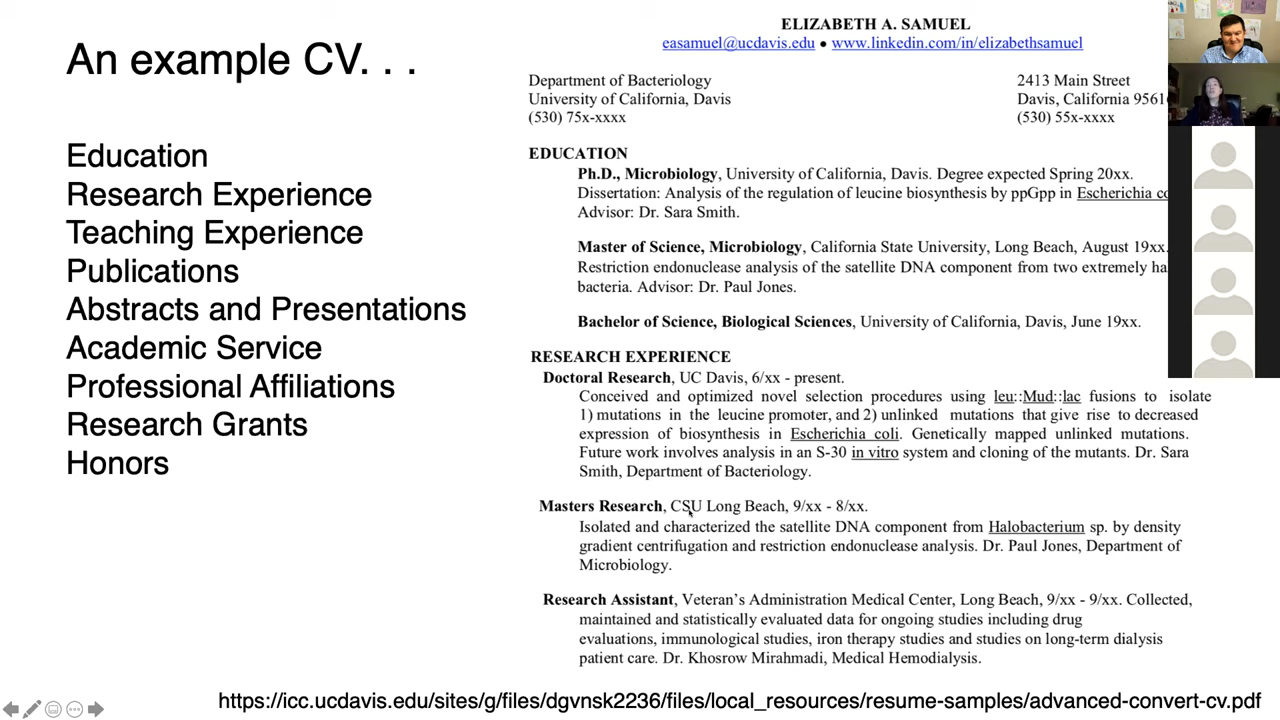 An example CV. . .
Education
Research Experience
Teaching Experience
Publications
Abstracts and Presentations
Academic Service
Professional Affiliations
Research Grants
Honors
ELIZABETH A. SAMUEL
easamuel@ucdavis.edu ● www.linkedin.com/in/elizabethsamuel
Department of Bacteriology
University of California, Davis
(530) 75x-xxxx
2413 Main Street
Davis, California 9561
(530) 55x-xxxx
EDUCATION
Ph.D., Microbiology, University of California, Davis. Degree expected Spring 20xx.
Dissertation: Analysis of the regulation of leucine biosynthesis by ppGpp in Escherichia co
Advisor: Dr. Sara Smith.
Master of Science, Microbiology, California State University, Long Beach, August 19xx.
Restriction endonuclease analysis of the satellite DNA component from two extremely ha
bacteria. Advisor: Dr. Paul Jones.
Bachelor of Science, Biological Sciences, University of California, Davis, June 19xx.
RESEARCH EXPERIENCE
Doctoral Research, UC Davis, 6/xx - present.
Conceived and optimized novel selection procedures using leu::Mud::lac fusions to isolate
1) mutations in the leucine promoter, and 2) unlinked mutations that give rise to decreased
expression of biosynthesis in Escherichia coli. Genetically mapped unlinked mutations.
Future work involves analysis in an S-30 in vitro system and cloning of the mutants. Dr. Sara
Smith, Department of Bacteriology.
Masters Research, CSU Long Beach, 9/xx - 8/xx.
Isolated and characterized the satellite DNA component from Halobacterium sp. by density
gradient centrifugation and restriction endonuclease analysis. Dr. Paul Jones, Department of
Microbiology.
Research Assistant, Veteran's Administration Medical Center, Long Beach, 9/xx - 9/xx. Collected,
maintained and statistically evaluated data for ongoing studies including drug
evaluations, immunological studies, iron therapy studies and studies on long-term dialysis
patient care. Dr. Khosrow Mirahmadi, Medical Hemodialysis.
https://icc.ucdavis.edu/sites/g/files/dgvnsk2236/files/local_resources/resume-samples/advanced-convert-cv.pdf